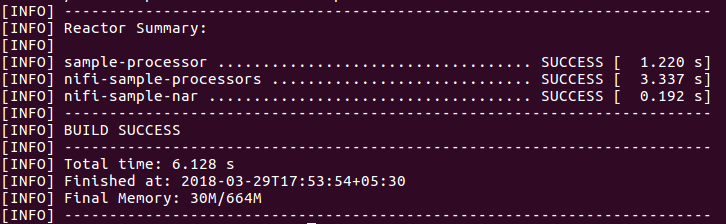 [INFO] ------------------------------------------------------------------------
[INFO] Reactor Summary:
[INFO]
[INFO] sample-processor ................................... SUCCESS [  1.220 s]
[INFO] nifi-sample-processors ............................. SUCCESS [  3.337 s]
[INFO] nifi-sample-nar .................................... SUCCESS [  0.192 s]
[INFO] ------------------------------------------------------------------------
[INFO] BUILD SUCCESS
[INFO] ------------------------------------------------------------------------
[INFO] Total time: 6.128 s
[INFO] Finished at: 2018-03-29T17:53:54+05:30
[INFO] Final Memory: 30M/664M
[INFO] ------------------------------------------------------------------------